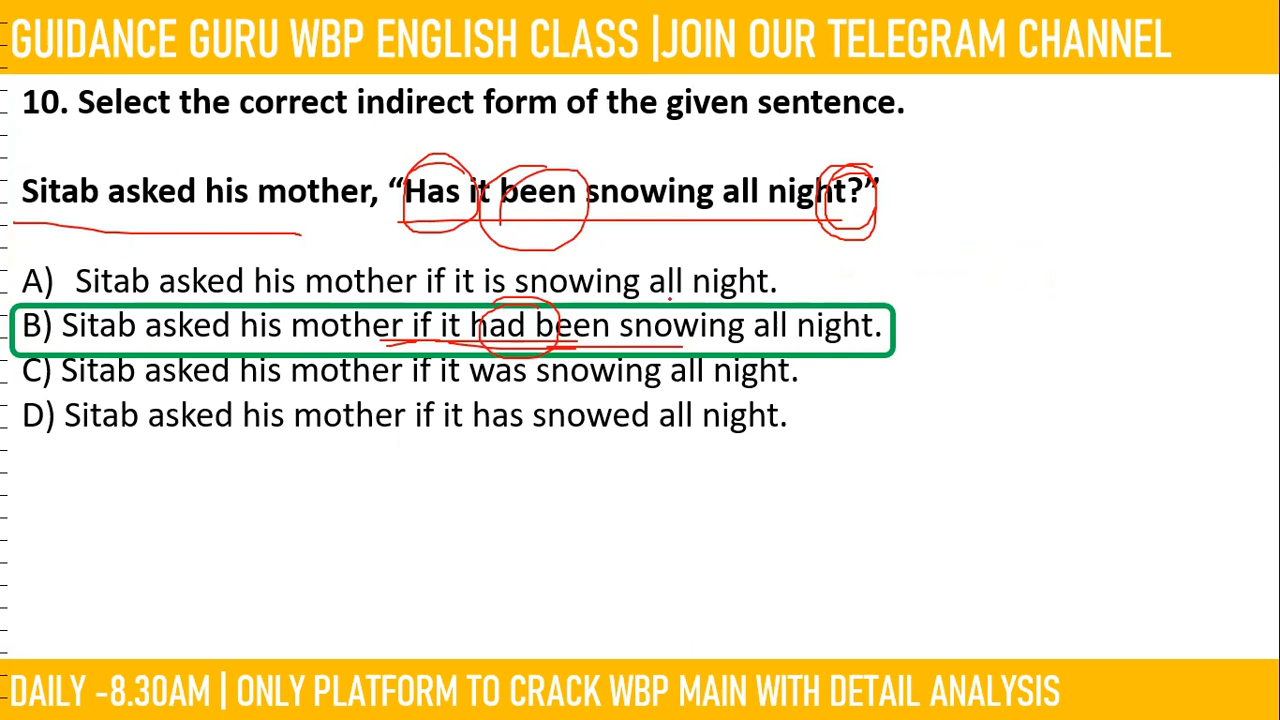 GUIDANCE GURU WBP ENGLISH CLASS |JOIN OUR TELEGRAM CHANNEL
10. Select the correct indirect form of the given sentence.
Sitab asked his mother, “Has it been snowing all night?”
A) Sitab asked his mother if it is snowing all night.
B) Sitab asked his mother if it had been snowing all night.
C) Sitab asked his mother if it was snowing all night.
D) Sitab asked his mother if it has snowed all night.
DAILY -8.30AM | ONLY PLATFORM TO CRACK WBP MAIN WITH DETAIL ANALYSIS